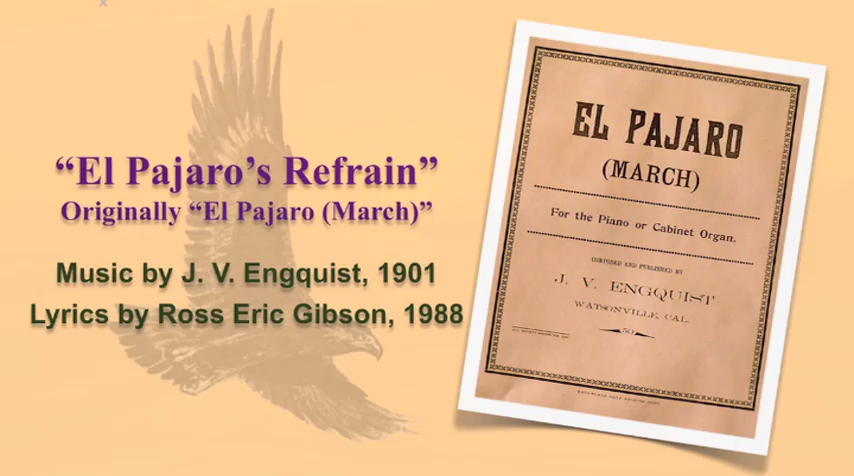 “El Pajaro’s Refrain”
Originally “El Pajaro (March)”
Music by J. V. Engquist, 1901
Lyrics by Ross Eric Gibson, 1988
EL PAJARO
(MARCH)
For the Piano or Cabinet Organ.
COMPOSED AND PUBLISHED BY
J. V. ENGQUIST
WATSONVILLE, CAL.
50